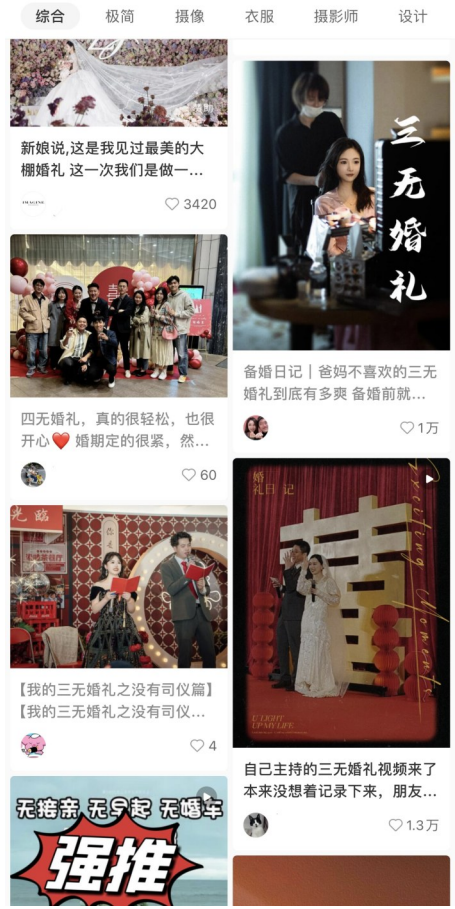 综合
极简
摄像
衣服
摄影师
设计
新娘说,这是我见过最美的大
棚婚礼 这一次我们是做一...
IMAGINE
3420
四无婚礼，真的很轻松，也很
开心❤️ 婚期定的很紧，然...
60
光臨
【我的三无婚礼之没有司仪篇】
【我的三无婚礼之没有司仪...
4
无接亲 无早起 无婚车
强推
三无婚礼
备婚日记｜爸妈不喜欢的三无
婚礼到底有多爽 备婚前就...
1万
婚
礼日 记
Exciting Moments
U LIGHT
UP MY LIFE
自己主持的三无婚礼视频来了
本来没想着记录下来，朋友...
1.3万